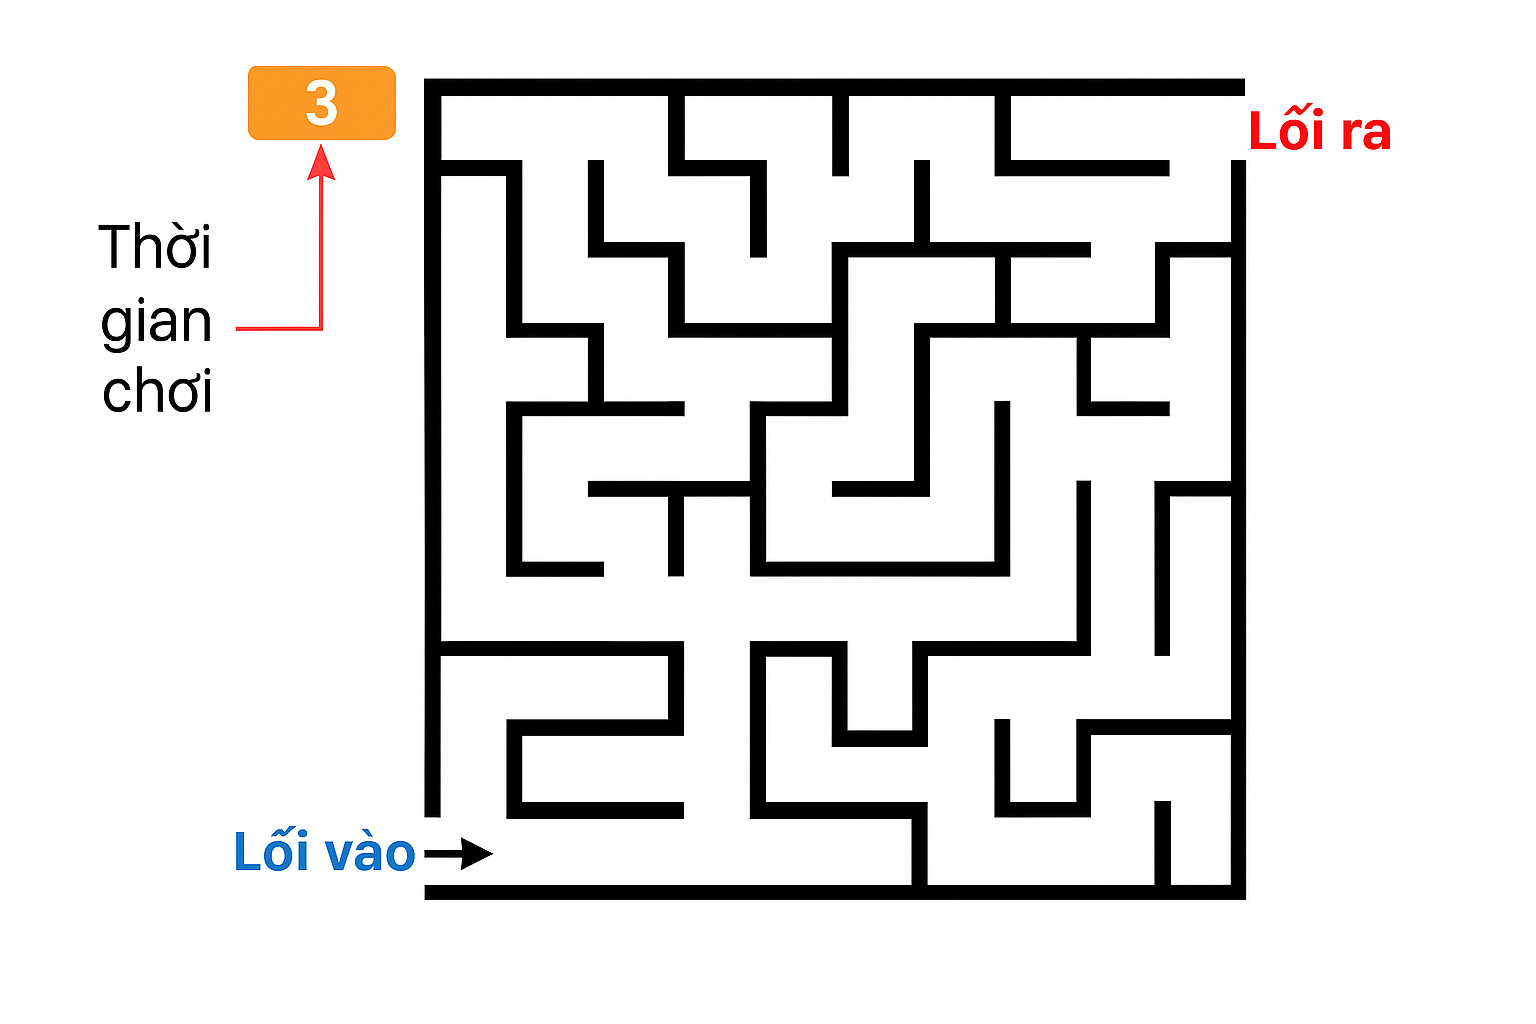 3
Lối ra
Thời
gian
chơi
Lối vào